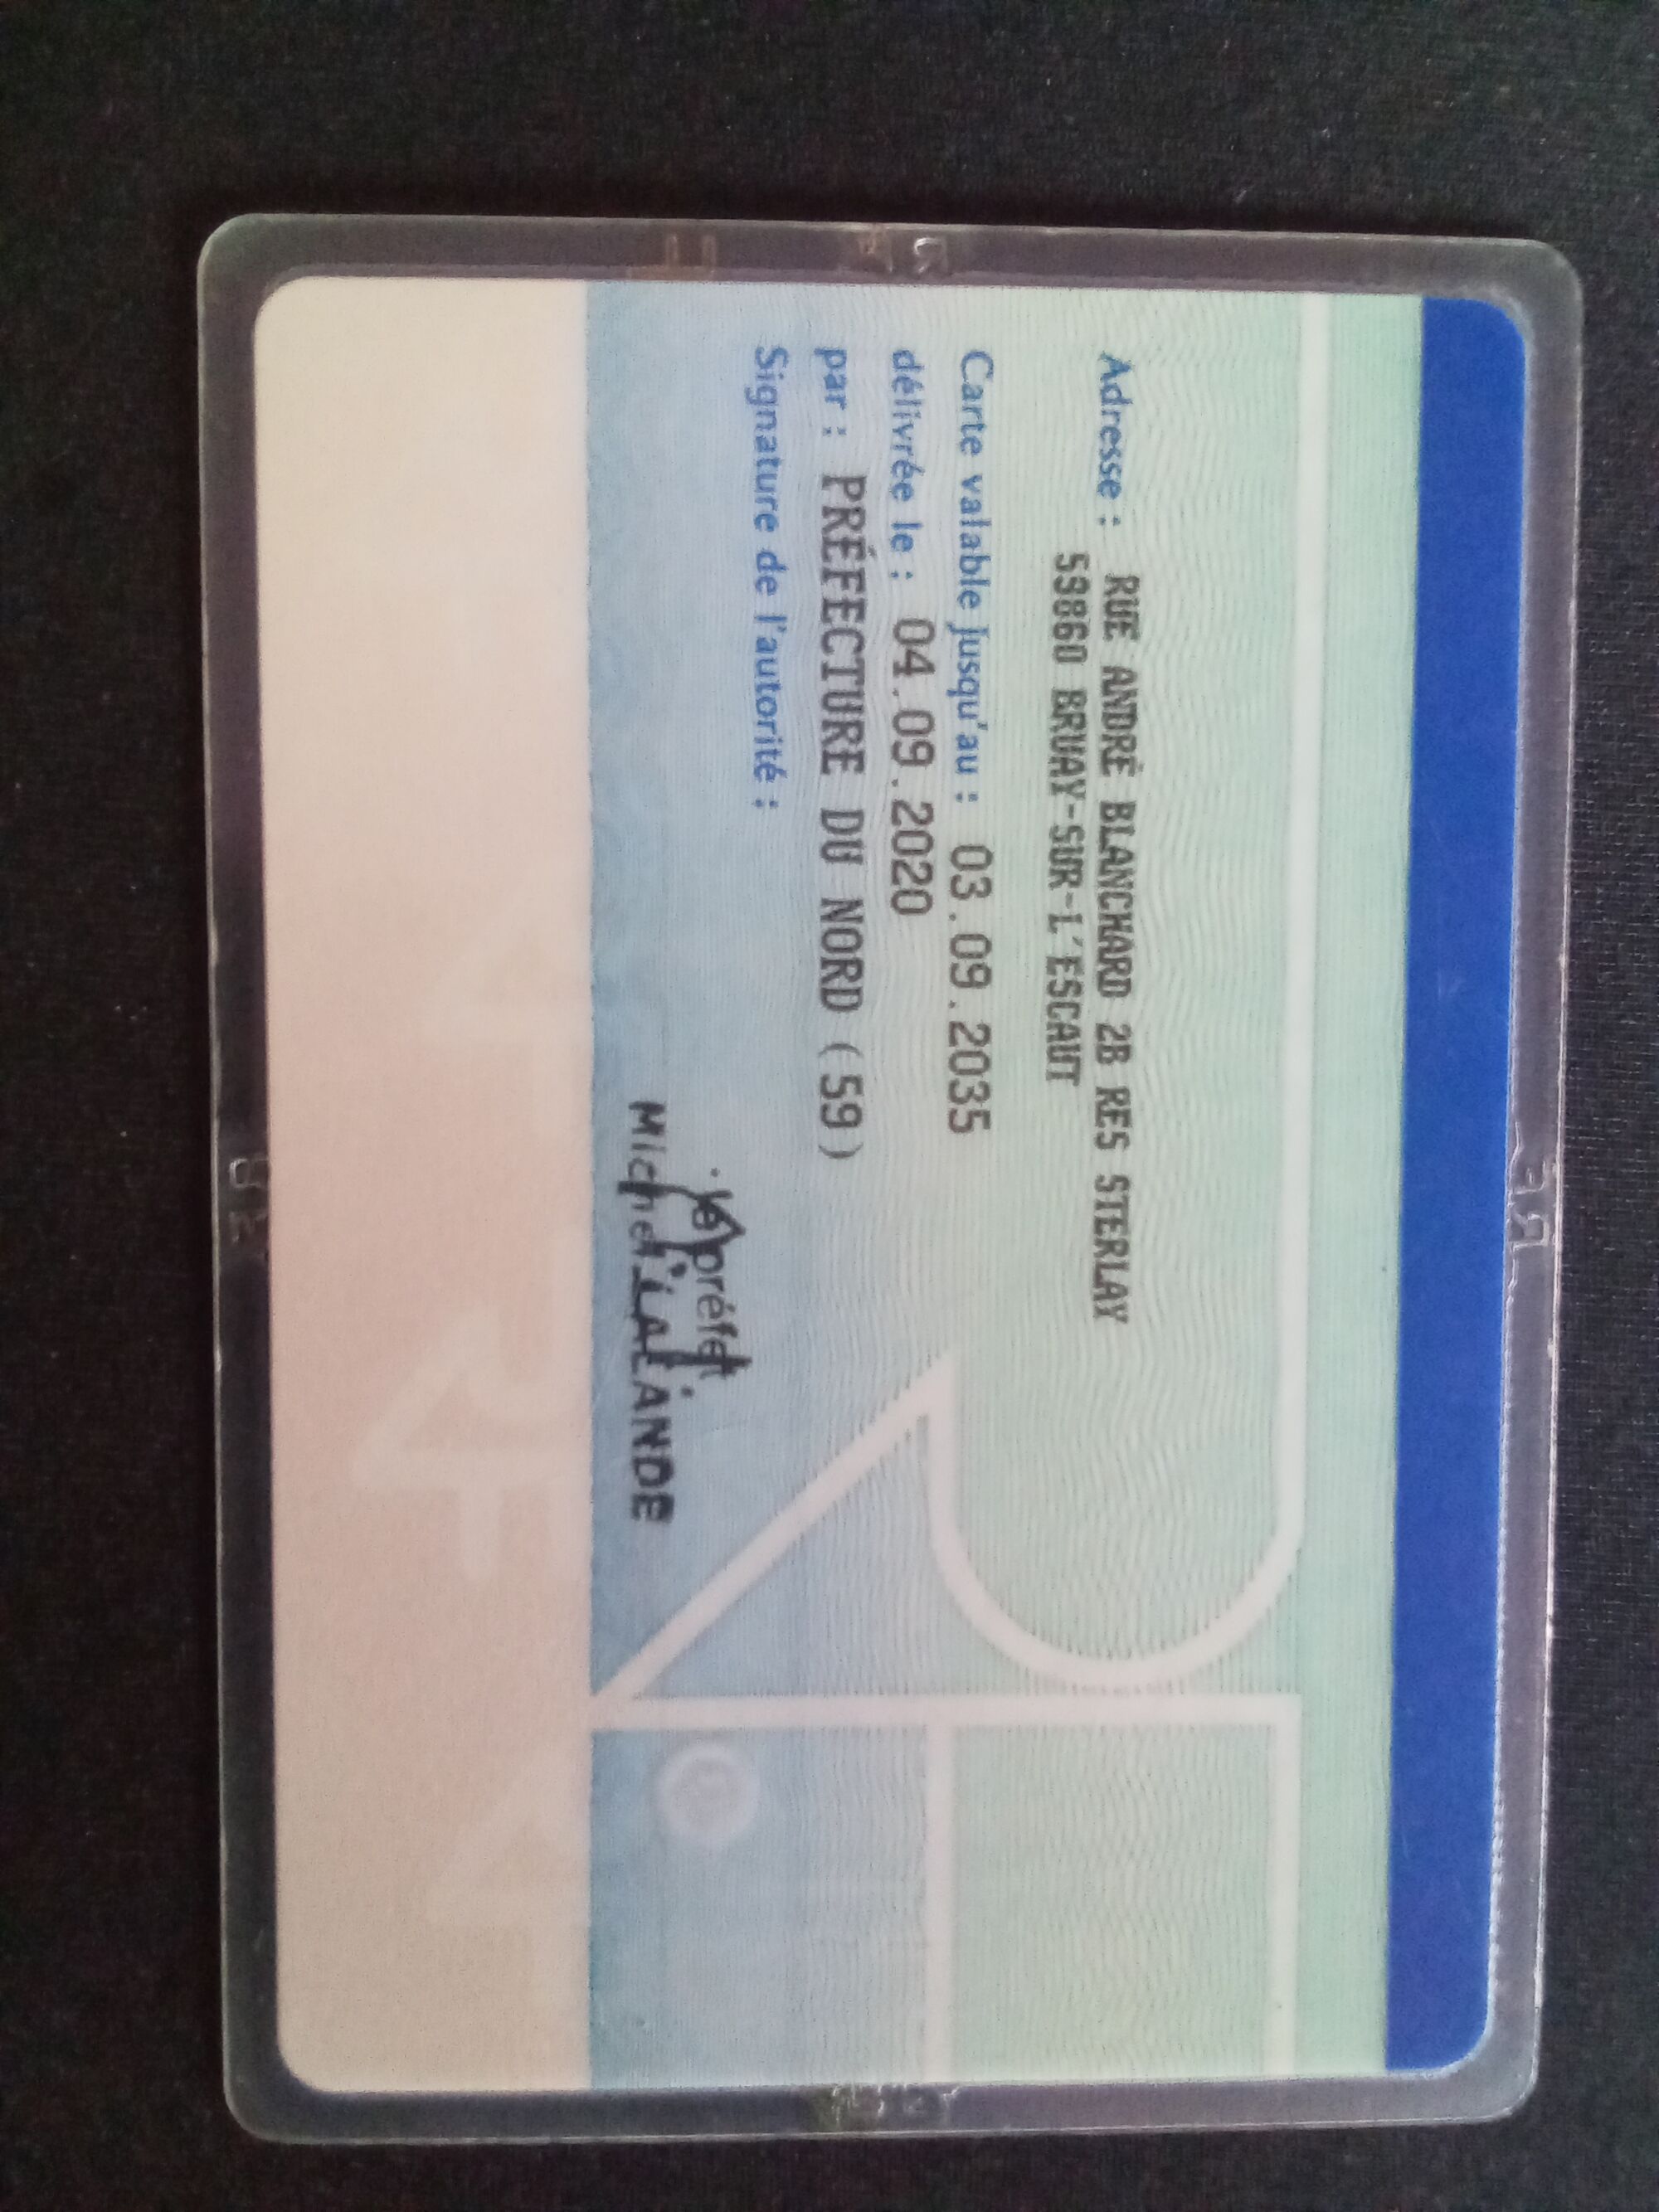 Adresse : RUE ANDRÉ BLANCHARD 2B RES STERLAY
59860 BRUAY-SUR-L'ESCAUT
Carte valable jusqu'au : 03.09.2035
délivrée le : 04.09.2020
par : PRÉFECTURE DU NORD (59)
Signature de l'autorité :
le préfet
Michel LALANDE